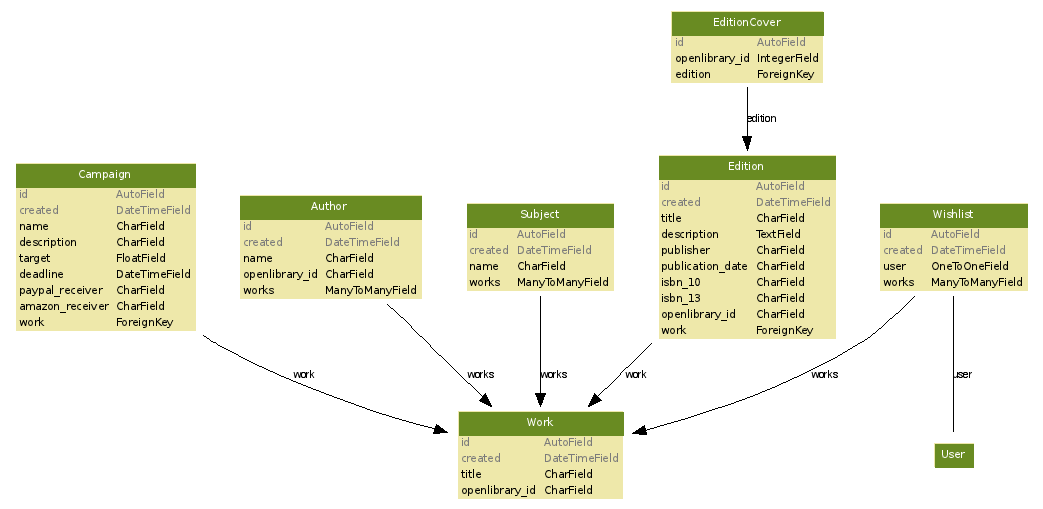 EditionCover
id AutoField
openlibrary_id IntegerField
edition ForeignKey
edition
Campaign
id AutoField
created DateTimeField
name CharField
description CharField
target FloatField
deadline DateTimeField
paypal_receiver CharField
amazon_receiver CharField
work ForeignKey
Author
id AutoField
created DateTimeField
name CharField
openlibrary_id CharField
works ManyToManyField
Subject
id AutoField
created DateTimeField
name CharField
works ManyToManyField
Edition
id AutoField
created DateTimeField
title CharField
description TextField
publisher CharField
publication_date CharField
isbn_10 CharField
isbn_13 CharField
openlibrary_id CharField
work ForeignKey
Wishlist
id AutoField
created DateTimeField
user OneToOneField
works ManyToManyField
work
works
works
work
works
user
Work
id AutoField
created DateTimeField
title CharField
openlibrary_id CharField
User